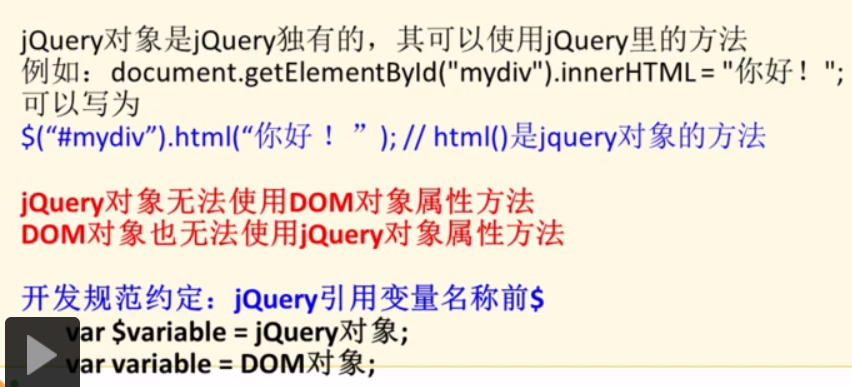 jQuery对象是jQuery独有的，其可以使用jQuery里的方法
例如：document.getElementById("mydiv").innerHTML = "你好！";
可以写为
$(“#mydiv”).html(“你好 ！ ” ); // html()是jquery对象的方法
jQuery对象无法使用DOM对象属性方法
DOM对象也无法使用jQuery对象属性方法
开发规范约定：jQuery引用变量名称前$
var $variable = jQuery对象;
var variable = DOM对象;